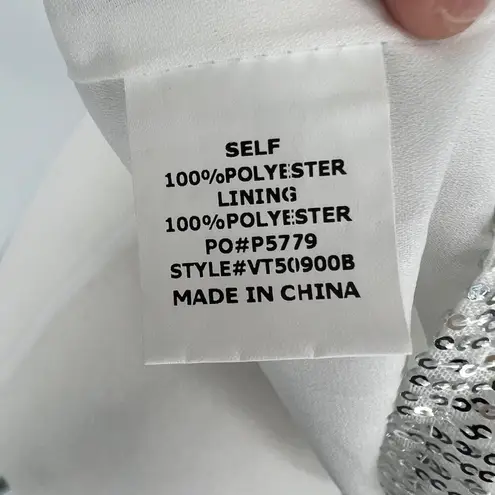 SELF
100%POLYESTER
LINING
100%POLYESTER
PO#P5779
STYLE#VT50900B
MADE IN CHINA